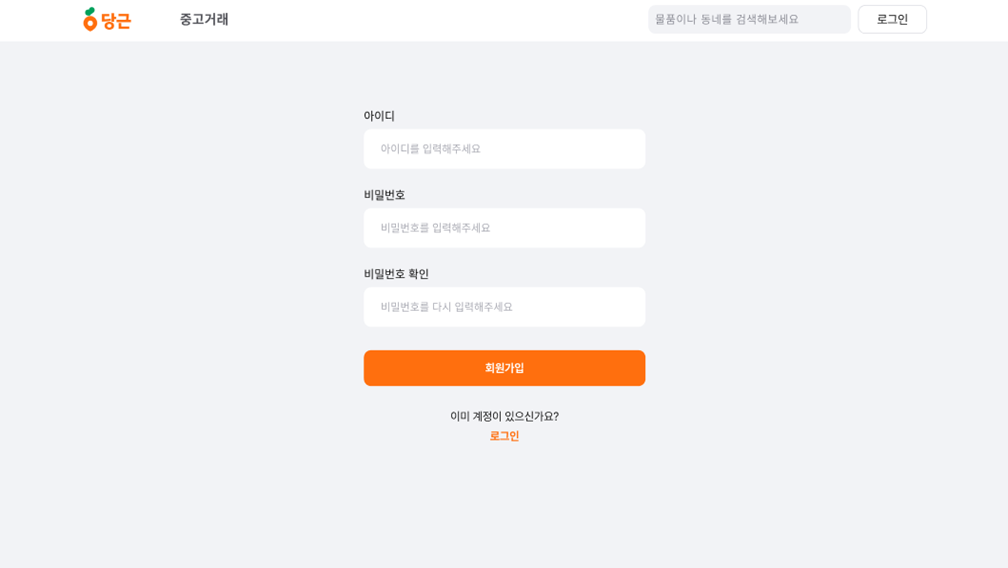 당근
중고거래
물품이나 동네를 검색해보세요
로그인
아이디
아이디를 입력해주세요
비밀번호
비밀번호를 입력해주세요
비밀번호 확인
비밀번호를 다시 입력해주세요
회원가입
이미 계정이 있으신가요?
로그인